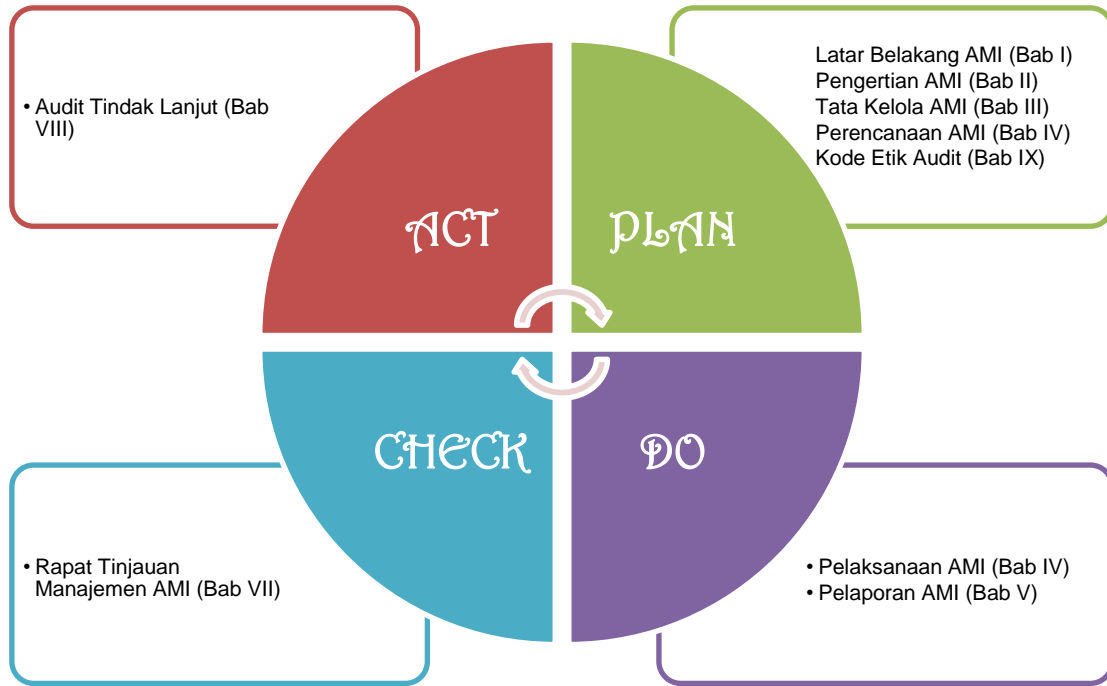 • Audit Tindak Lanjut (Bab
VIII)
Latar Belakang AMI (Bab I)
Pengertian AMI (Bab II)
Tata Kelola AMI (Bab III)
Perencanaan AMI (Bab IV)
Kode Etik Audit (Bab IX)
ACT
PLAN
CHECK
DO
• Rapat Tinjauan
Manajemen AMI (Bab VII)
• Pelaksanaan AMI (Bab IV)
• Pelaporan AMI (Bab V)